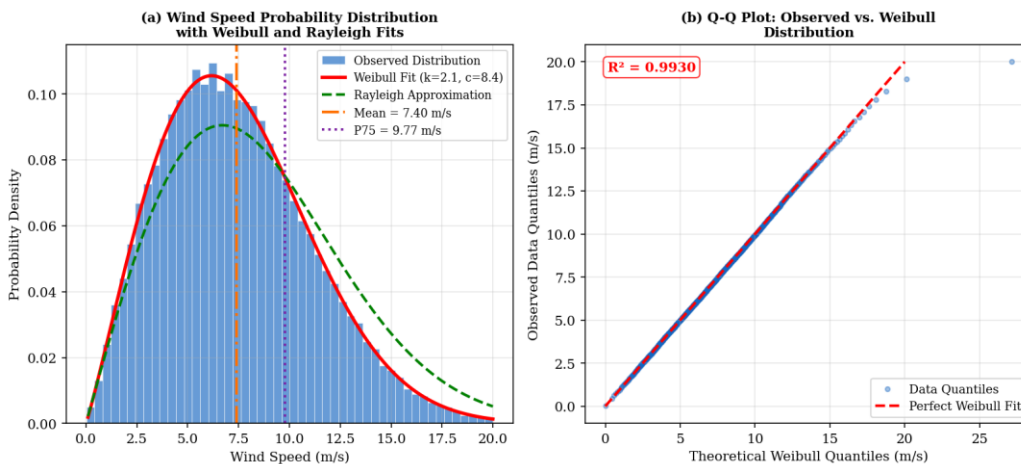 (a) Wind Speed Probability Distribution
with Weibull and Rayleigh Fits
Observed Distribution
Weibull Fit (k=2.1, c=8.4)
Rayleigh Approximation
Mean = 7.40 m/s
P75 = 9.77 m/s
Probability Density
0.10
0.08
0.06
0.04
0.02
0.00
0.0 2.5 5.0 7.5 10.0 12.5 15.0 17.5 20.0
Wind Speed (m/s)
(b) Q-Q Plot: Observed vs. Weibull
Distribution
R² = 0.9930
Observed Data Quantiles (m/s)
20.0
17.5
15.0
12.5
10.0
7.5
5.0
2.5
0.0
Data Quantiles
Perfect Weibull Fit
0 5 10 15 20 25
Theoretical Weibull Quantiles (m/s)